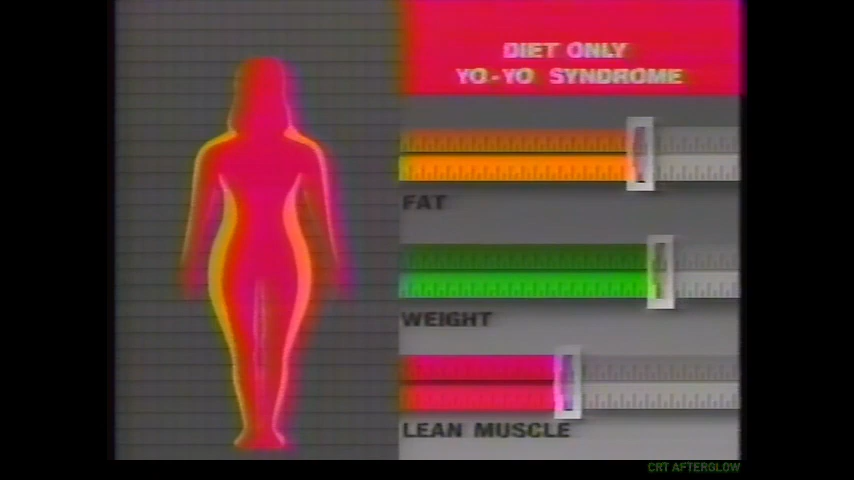 DIET ONLY
YO-YO SYNDROME
FAT
WEIGHT
LEAN MUSCLE
CRT AFTERGLOW